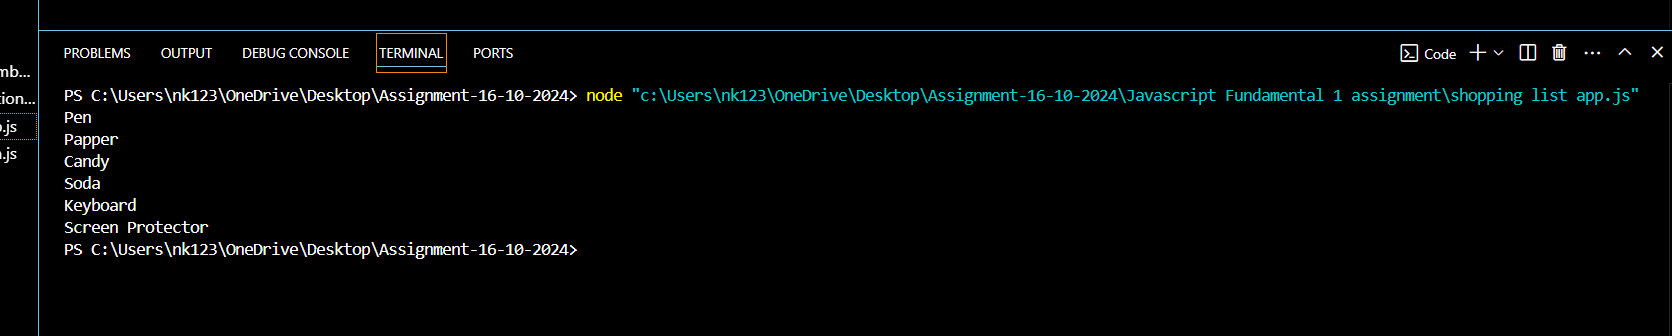 PROBLEMS OUTPUT DEBUG CONSOLE TERMINAL PORTS Code
mb...
tion...
.js
.js
PS C:\Users\nk123\OneDrive\Desktop\Assignment-16-10-2024> node "c:\Users\nk123\OneDrive\Desktop\Assignment-16-10-2024\Javascript Fundamental 1 assignment\shopping list app.js"
Pen
Papper
Candy
Soda
Keyboard
Screen Protector
PS C:\Users\nk123\OneDrive\Desktop\Assignment-16-10-2024>